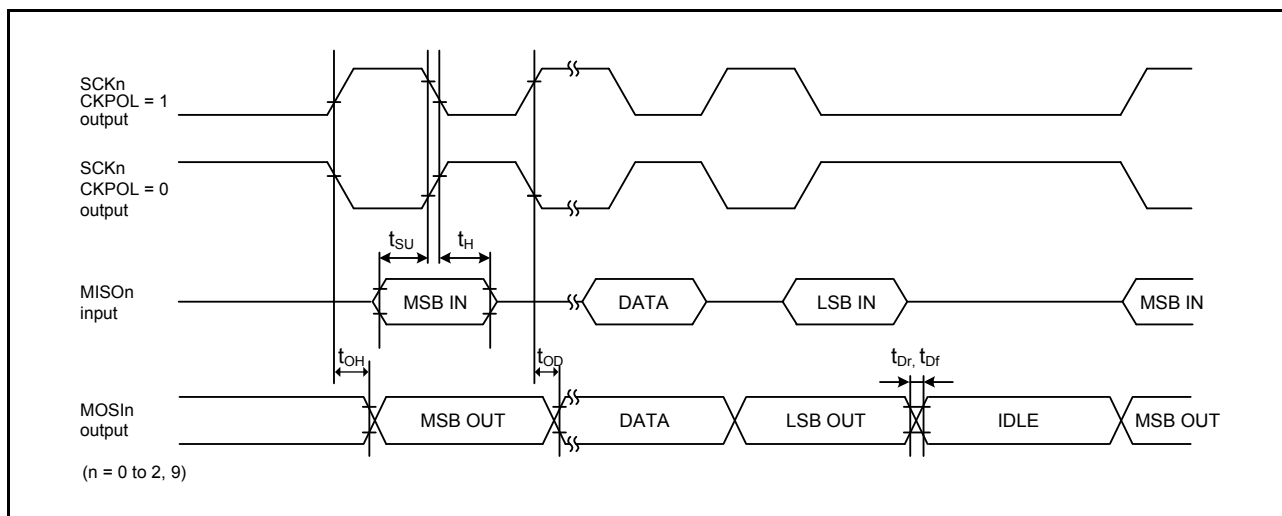 SCKn
CKPOL = 1
output
SCKn
CKPOL = 0
output
tSU
tH
MISOn
input
MSB IN
DATA
LSB IN
MSB IN
tOH
tOD
tDr, tDf
MOSIn
output
MSB OUT
DATA
LSB OUT
IDLE
MSB OUT
(n = 0 to 2, 9)